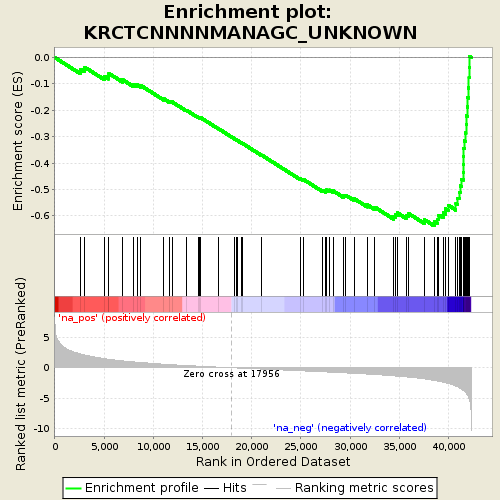 Enrichment plot:
KRCTCNNNNMANAGC_UNKNOWN
Enrichment score (ES)
0.0
-0.1
-0.2
-0.3
-0.4
-0.5
-0.6
'na_pos' (positively correlated)
Ranked list metric (PreRanked)
5
0
-5
-10
Zero cross at 17956
'na_neg' (negatively correlated)
0
5,000
10,000
15,000
20,000
25,000
30,000
35,000
40,000
Rank in Ordered Dataset
Enrichment profile
Hits
Ranking metric scores